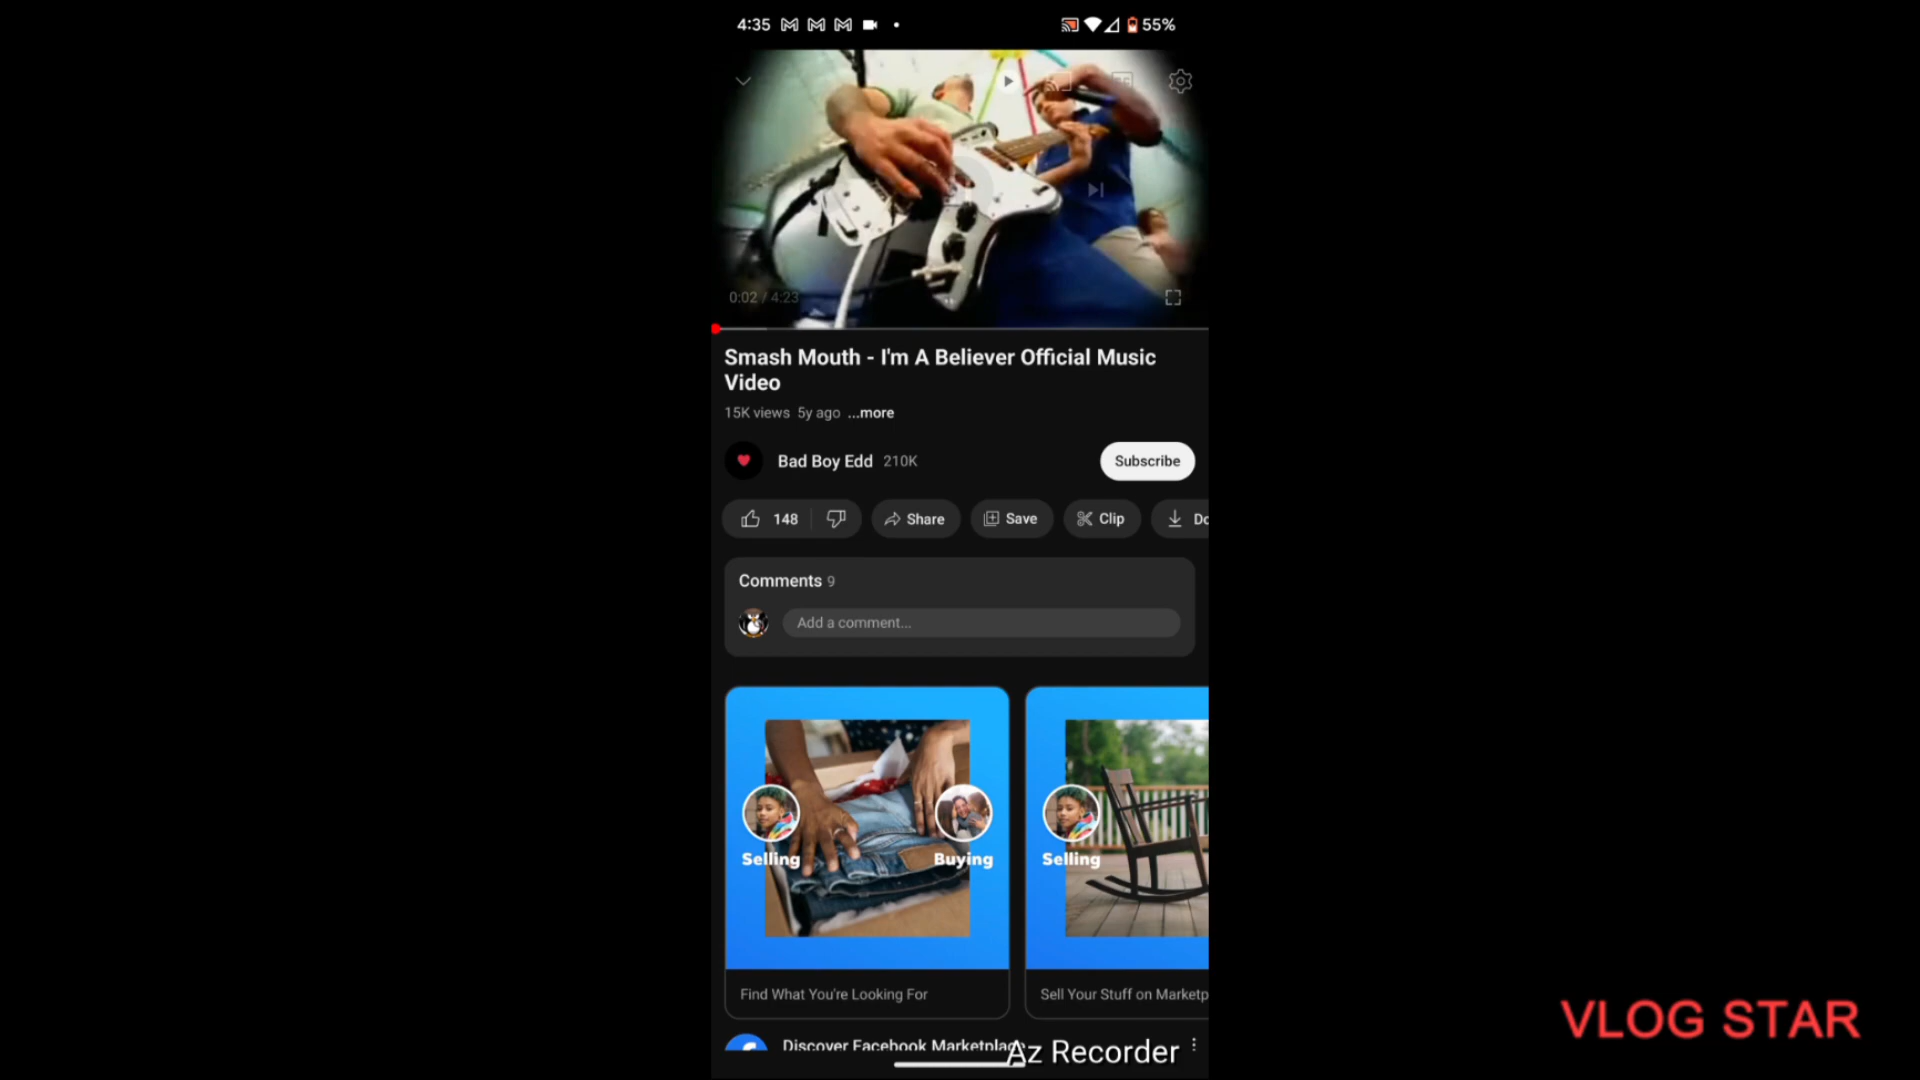 4:35
55%
0:02 / 4:23
Smash Mouth - I'm A Believer Official Music
Video
15K views 5y ago ...more
Bad Boy Edd 210K
Subscribe
148
Share
Save
Clip
Do
Comments 9
Add a comment...
Selling
Buying
Selling
Find What You're Looking For
Sell Your Stuff on Marketp
Discover Facebook Marketplace
Az Recorder
VLOG STAR